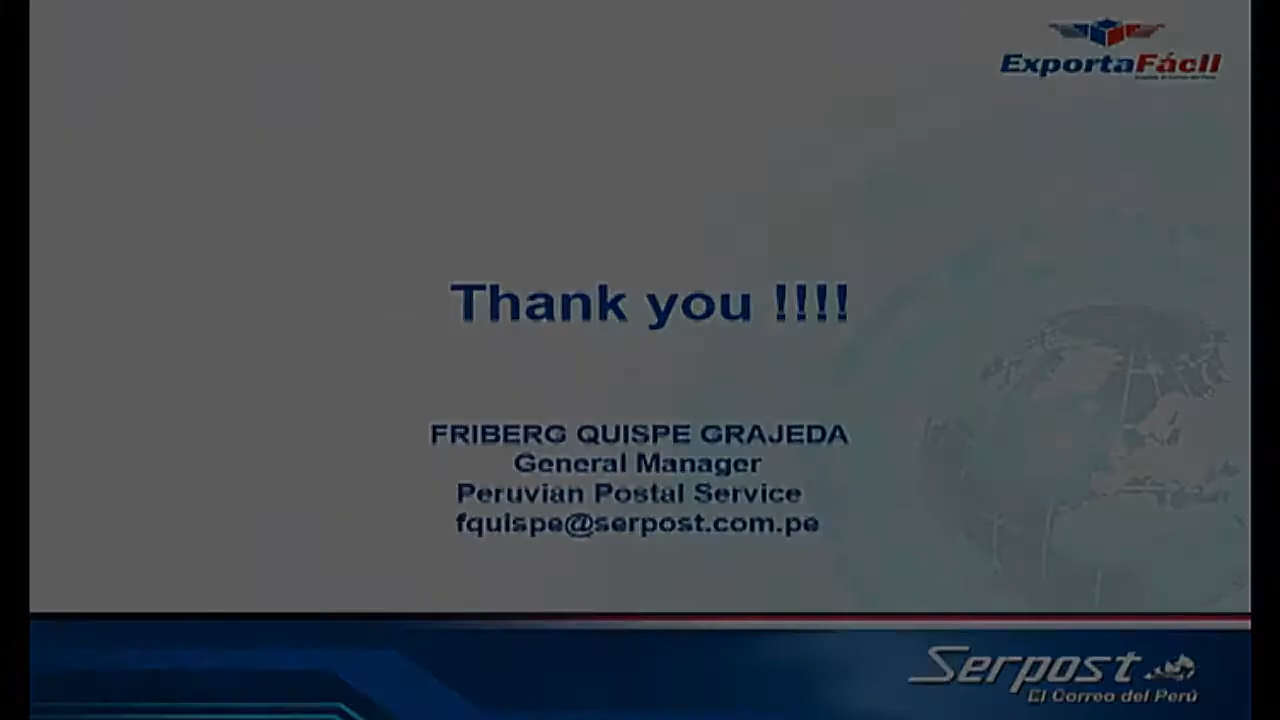 ExportaFácil
Thank you !!!!
FRIBERG QUISPE GRAJEDA
General Manager
Peruvian Postal Service
fquispe@serpost.com.pe
Serpost
El Correo del Perú